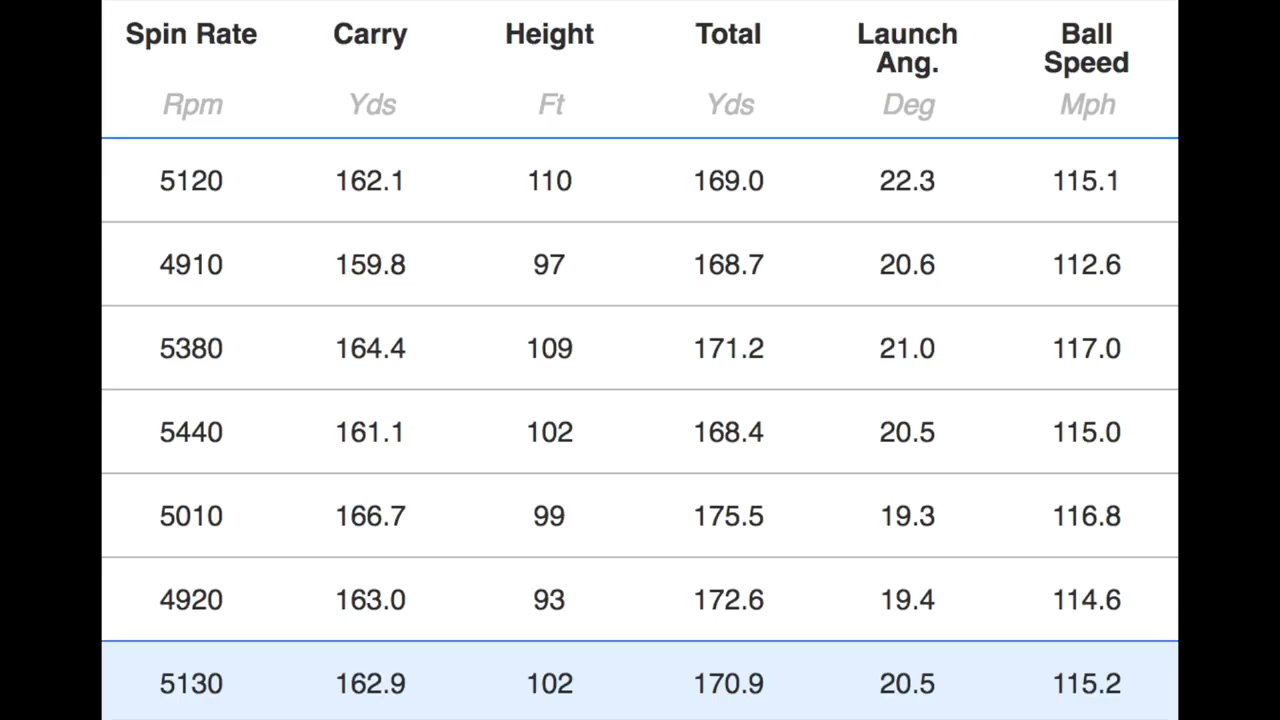 Spin Rate Carry Height Total Launch Ang. Ball Speed
Rpm Yds Ft Yds Deg Mph
5120 162.1 110 169.0 22.3 115.1
4910 159.8 97 168.7 20.6 112.6
5380 164.4 109 171.2 21.0 117.0
5440 161.1 102 168.4 20.5 115.0
5010 166.7 99 175.5 19.3 116.8
4920 163.0 93 172.6 19.4 114.6
5130 162.9 102 170.9 20.5 115.2